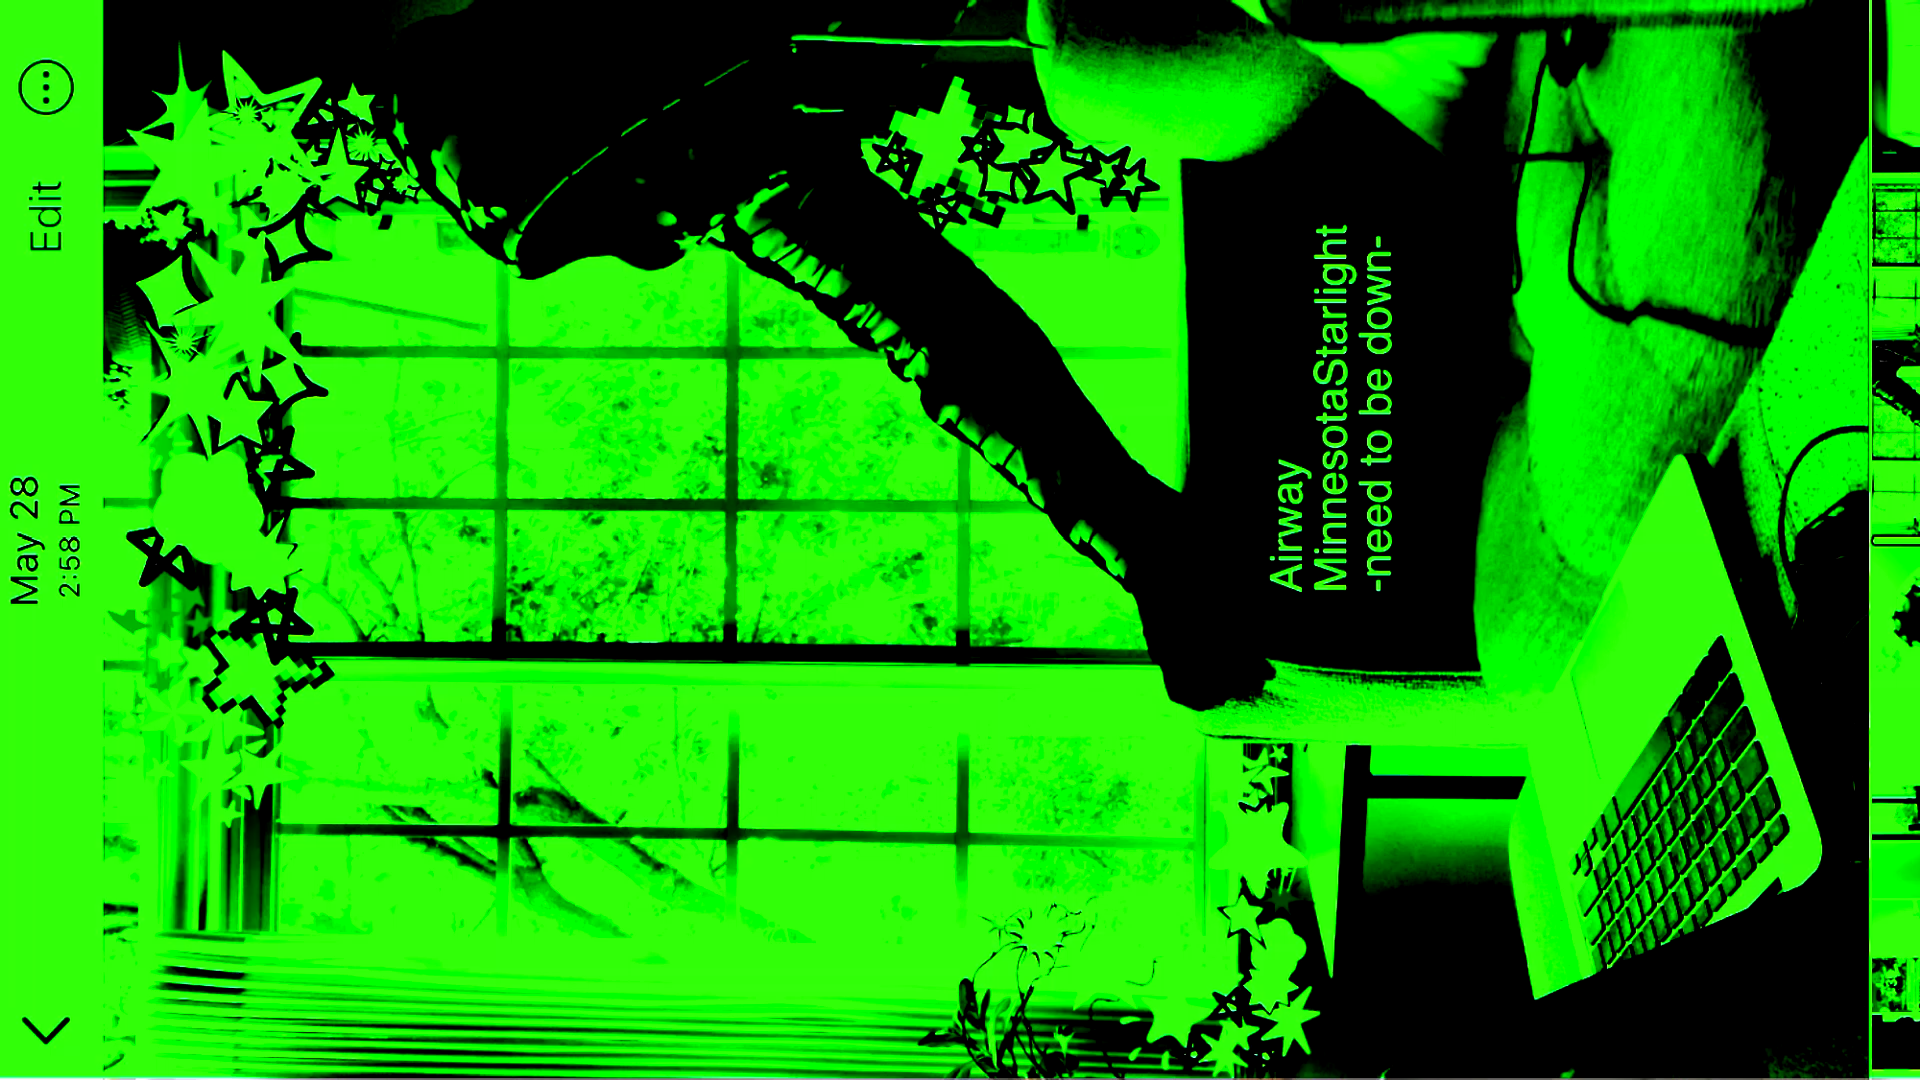 May 28
2:58 PM
Edit
Airway
MinnesotaStarlight
-need to be down-